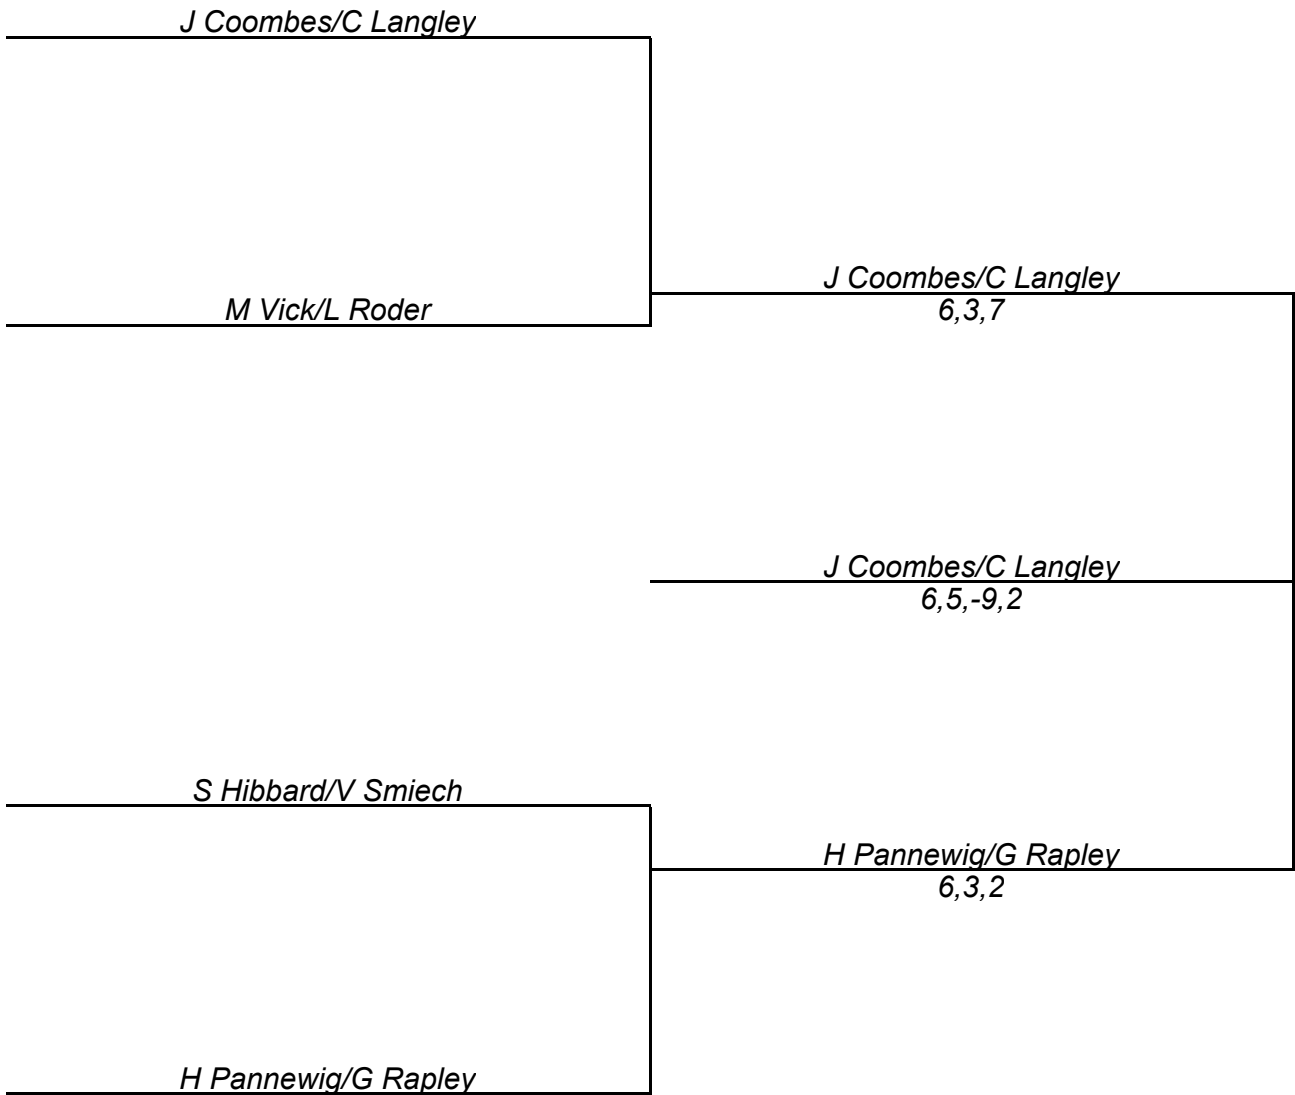 J Coombes/C Langley
J Coombes/C Langley
M Vick/L Roder
6,3,7
J Coombes/C Langley
6,5,-9,2
S Hibbard/V Smiech
H Pannewig/G Rapley
6,3,2
H Pannewig/G Rapley